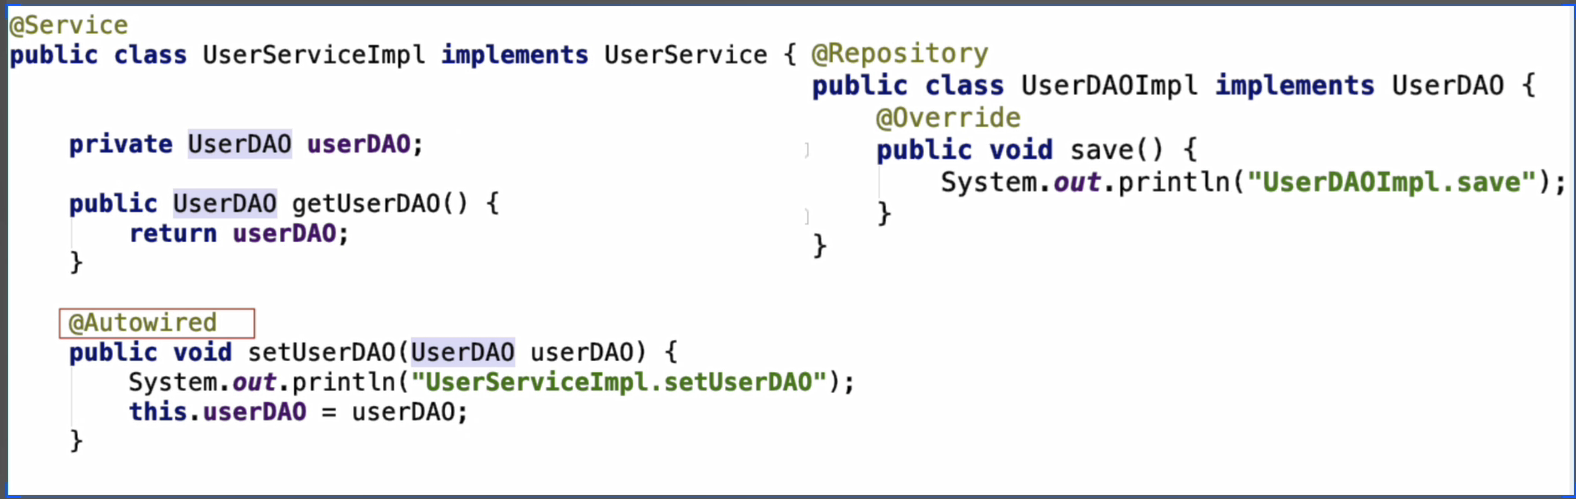 @Service
public class UserServiceImpl implements UserService {
private UserDAO userDAO;
public UserDAO getUserDAO() {
return userDAO;
}
@Autowired
public void setUserDAO(UserDAO userDAO) {
System.out.println("UserServiceImpl.setUserDAO");
this.userDAO = userDAO;
}
@Repository
public class UserDAOImpl implements UserDAO {
@Override
public void save() {
System.out.println("UserDAOImpl.save");
}
}